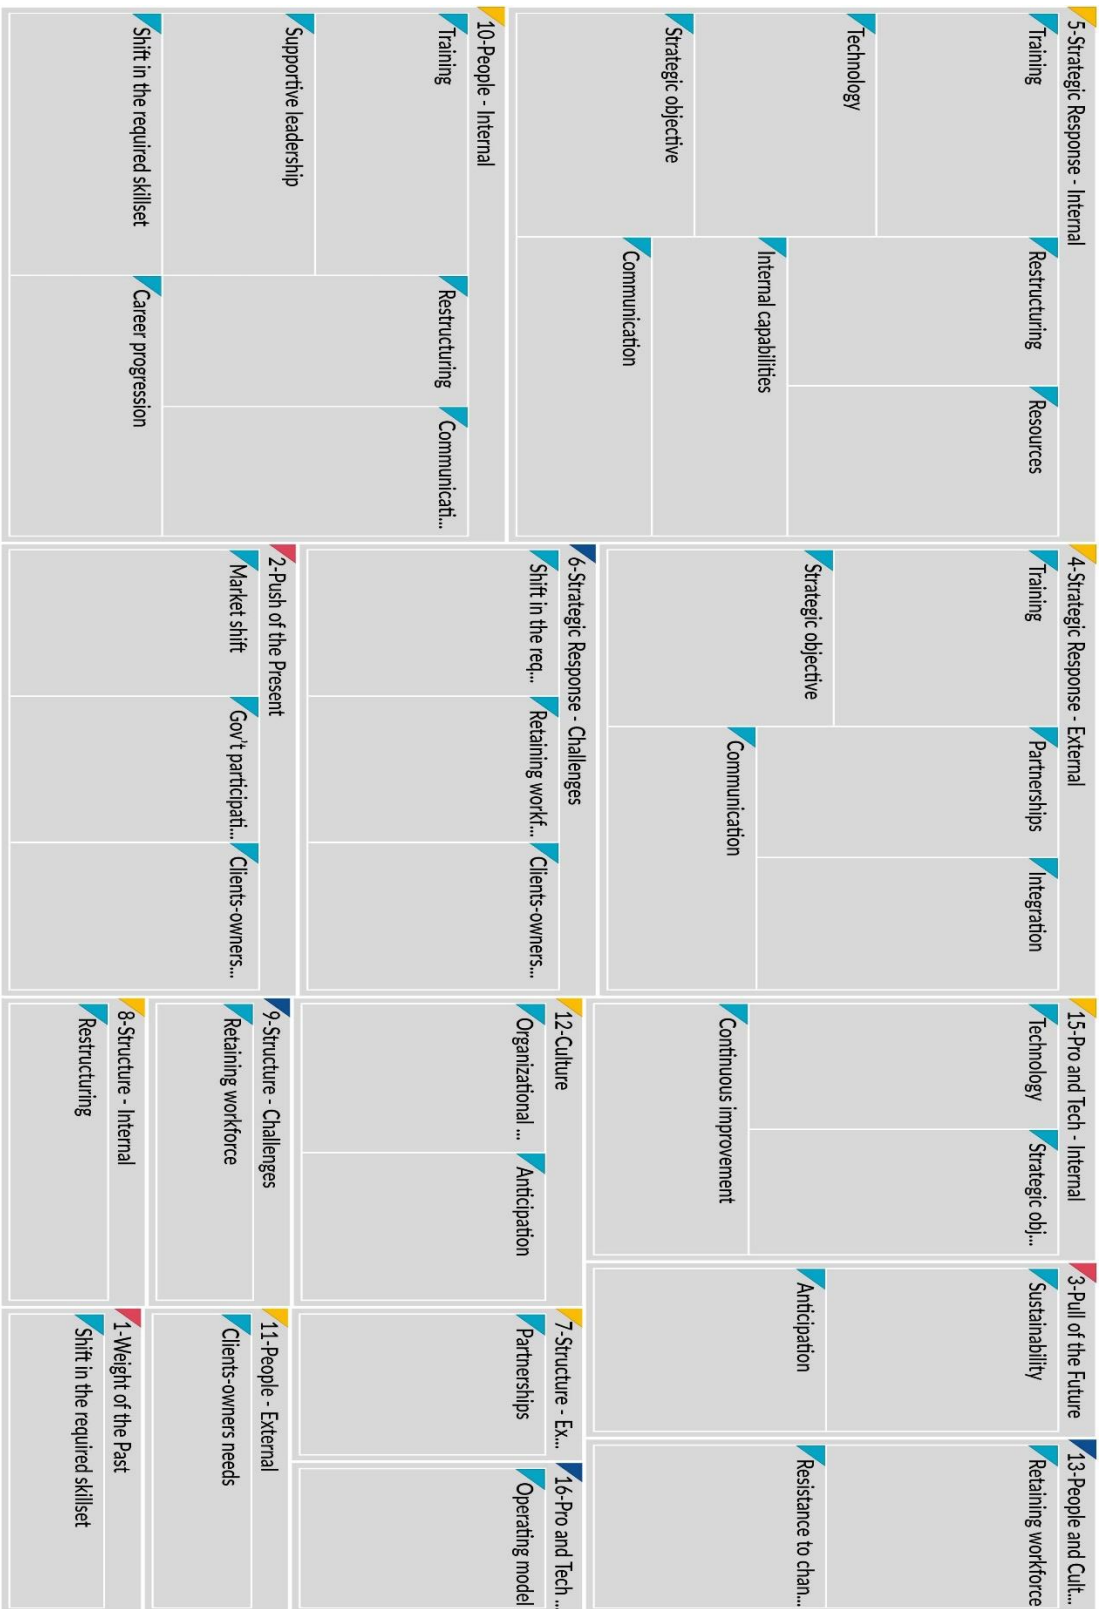 5-Strategic Response - Internal
Training
Restructuring
Resources
Technology
Internal capabilities
Strategic objective
Communication
10-People - Internal
Training
Restructuring
Communicati...
Supportive leadership
Shift in the required skillset
Career progression
4-Strategic Response - External
Training
Partnerships
Integration
Strategic objective
Communication
6-Strategic Response - Challenges
Shift in the req...
Retaining workf...
Clients-owners...
2-Push of the Present
Market shift
Gov't participati...
Clients-owners...
15-Pro and Tech - Internal
Technology
Strategic obj...
Continuous improvement
3-Pull of the Future
Sustainability
Anticipation
13-People and Cult...
Retaining workforce
Resistance to chan...
12-Culture
Organizational ...
Anticipation
7-Structure - Ex...
Partnerships
16-Pro and Tech ...
Operating model
9-Structure - Challenges
Retaining workforce
11-People - External
Clients-owners needs
8-Structure - Internal
Restructuring
1-Weight of the Past
Shift in the required skillset